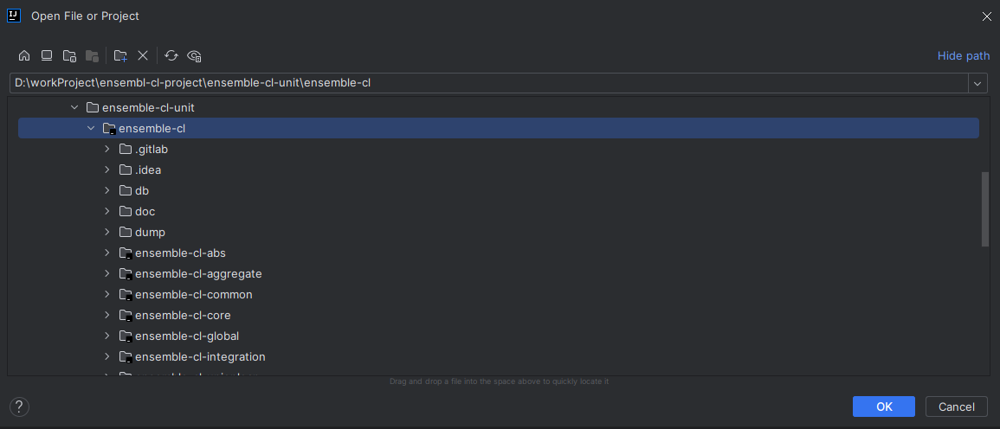 Open File or Project
Hide path
D:\workProject\ensembl-cl-project\ensemble-cl-unit\ensemble-cl
ensemble-cl-unit
ensemble-cl
.gitlab
.idea
db
doc
dump
ensemble-cl-abs
ensemble-cl-aggregate
ensemble-cl-common
ensemble-cl-core
ensemble-cl-global
ensemble-cl-integration
Drag and drop a file into the space above to quickly locate it
? OK Cancel